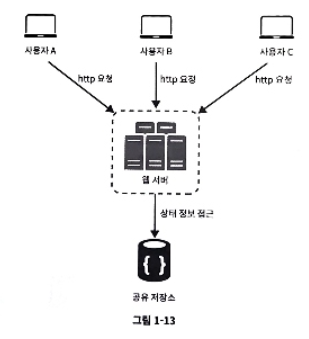 사용자 A
사용자 B
사용자 C
http 요청
http 요청
http 요청
웹 서버
상태 정보 접근
{ }
공유 저장소
그림 1-13